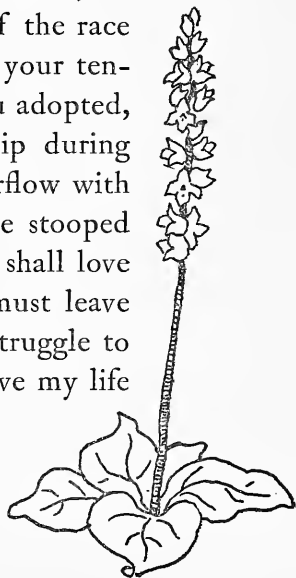 f the race
your ten-
u adopted,
ip during
rflow with
e stooped
shall love
must leave
truggle to
ve my life